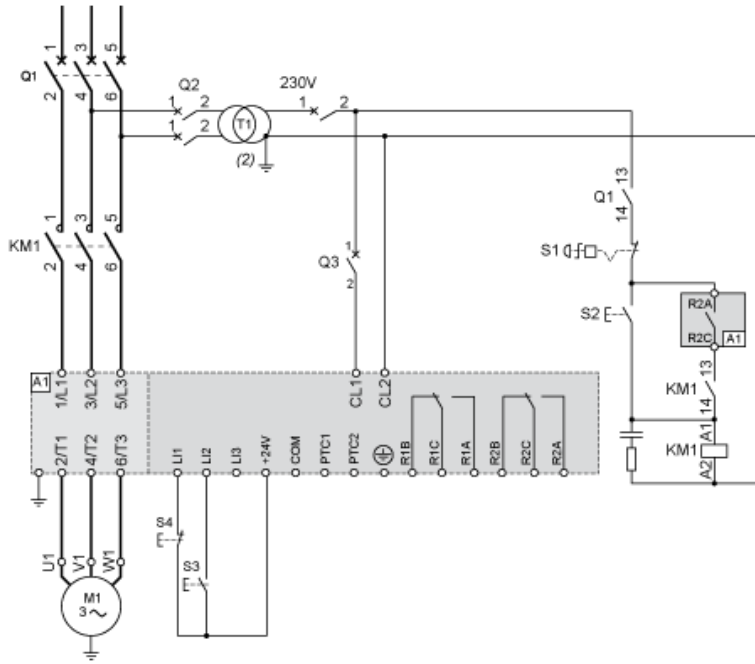 1 3 5
Q1
2 4 6
Q2
1 2
1 2
T1
(2)
230V
1 2
Q1
13
14
S1
1 3 5
KM1
2 4 6
Q3
1
2
S2
R2A
R2C
A1
13
KM1
14
A1
KM1
A2
A1
1/L1 3/L2 5/L3
CL1 CL2
2/T1 4/T2 6/T3
LI1 LI2 LI3 +24V COM PTC1 PTC2 R1B R1C R1A R2B R2C R2A
S4
S3
U1 V1 W1
M1
3